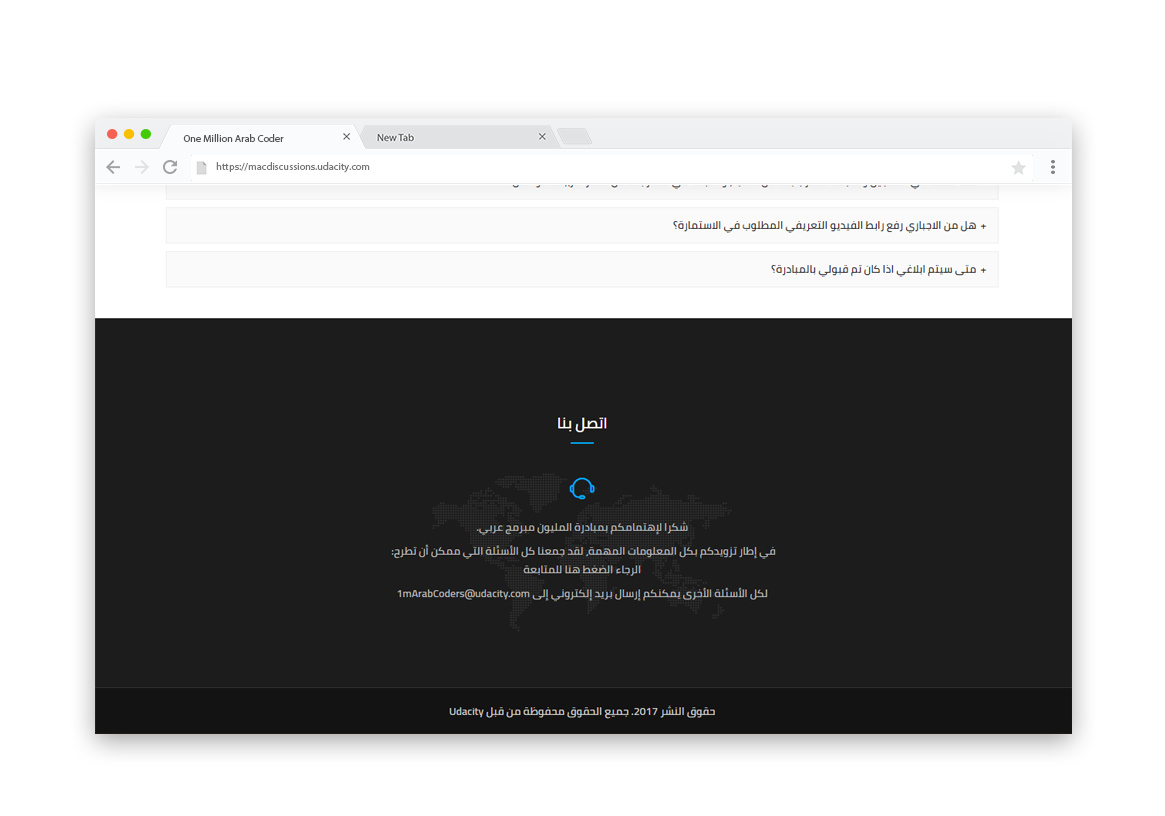 One Million Arab Coder
New Tab
https://macdiscussions.udacity.com
+ هل من الاجباري رفع رابط الفيديو التعريفي المطلوب في الاستمارة؟
+ متى سيتم ابلاغي اذا كان تم قبولي بالمبادرة؟
اتصل بنا
شكرا لإهتمامكم بمبادرة المليون مبرمج عربي.
في إطار تزويدكم بكل المعلومات المهمة, لقد جمعنا كل الأسئلة التي ممكن أن تطرح:
الرجاء الضغط هنا للمتابعة
لكل الأسئلة الأخرى يمكنكم إرسال بريد إلكتروني إلى 1mArabCoders@udacity.com
حقوق النشر 2017. جميع الحقوق محفوظة من قبل Udacity